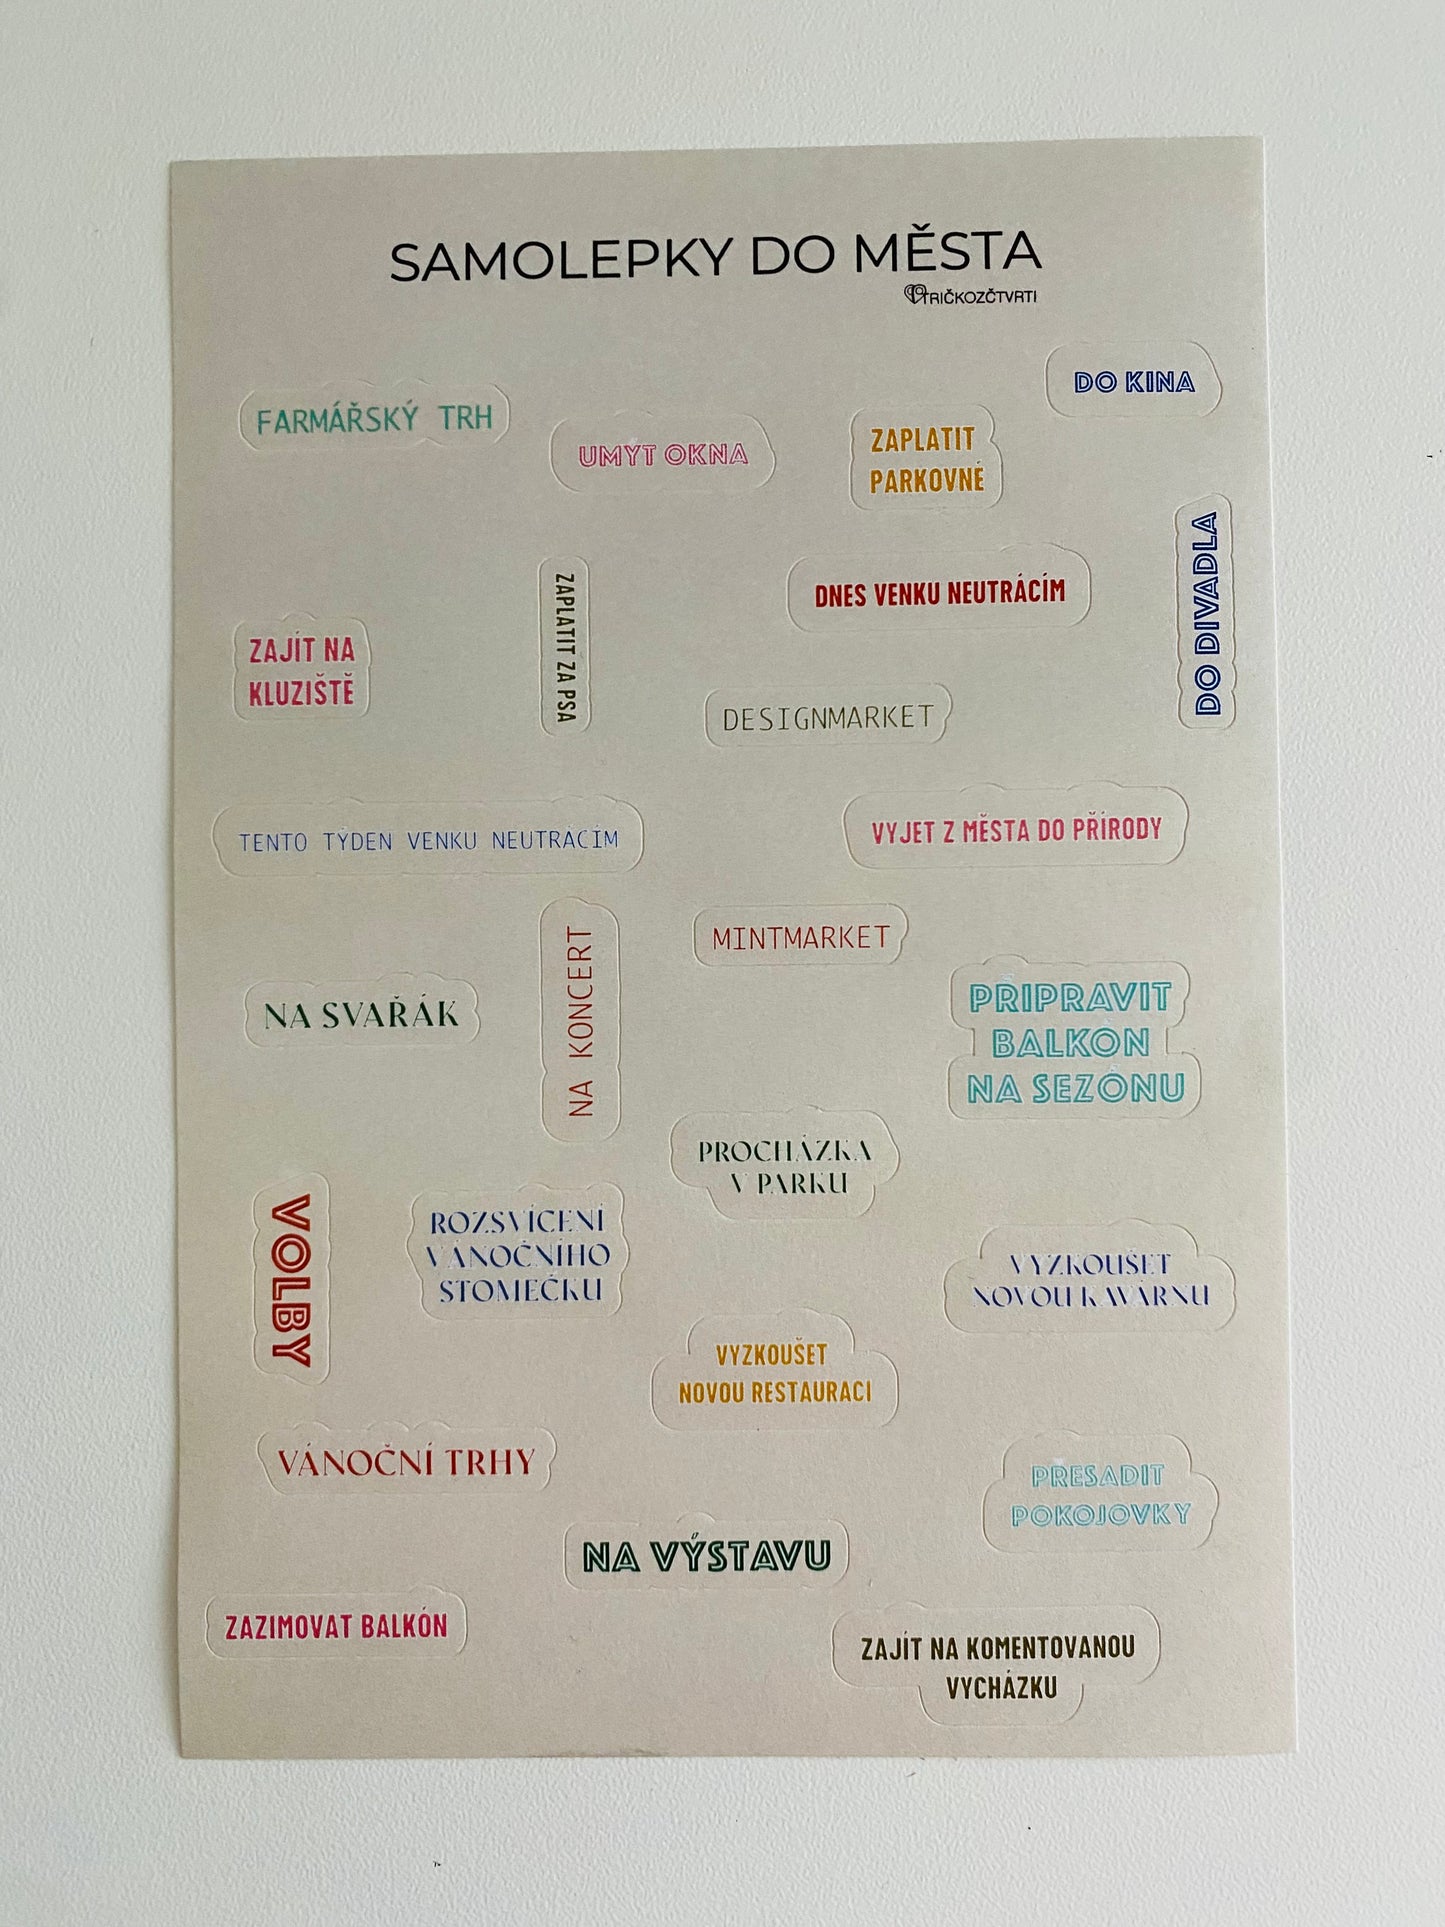 SAMOLEPKY DO MĚSTA
TRIČKOZČTVRTI
DO KINA
FARMÁŘSKÝ TRH
UMÝT OKNA
ZAPLATIT
PARKOVNÉ
DO DIVADLA
DNES VENKU NEUTRÁCÍM
ZAPLATIT ZA PSA
ZAJÍT NA
KLUZIŠTĚ
DESIGNMARKET
TENTO TÝDEN VENKU NEUTRÁCÍM
VYJET Z MĚSTA DO PŘÍRODY
NA KONCERT
MINTMARKET
NA SVAŘÁK
PŘIPRAVIT
BALKÓN
NA SEZÓNU
PROCHÁZKA
V PARKU
VOLBY
ROZSVÍCENÍ
VÁNOČNÍHO
STOMEČKU
VYZKOUŠET
NOVOU KAVÁRNU
VYZKOUŠET
NOVOU RESTAURACI
VÁNOČNÍ TRHY
PŘESADIT
POKOJOVKY
NA VÝSTAVU
ZAZIMOVAT BALKÓN
ZAJÍT NA KOMENTOVANOU
VYCHÁZKU